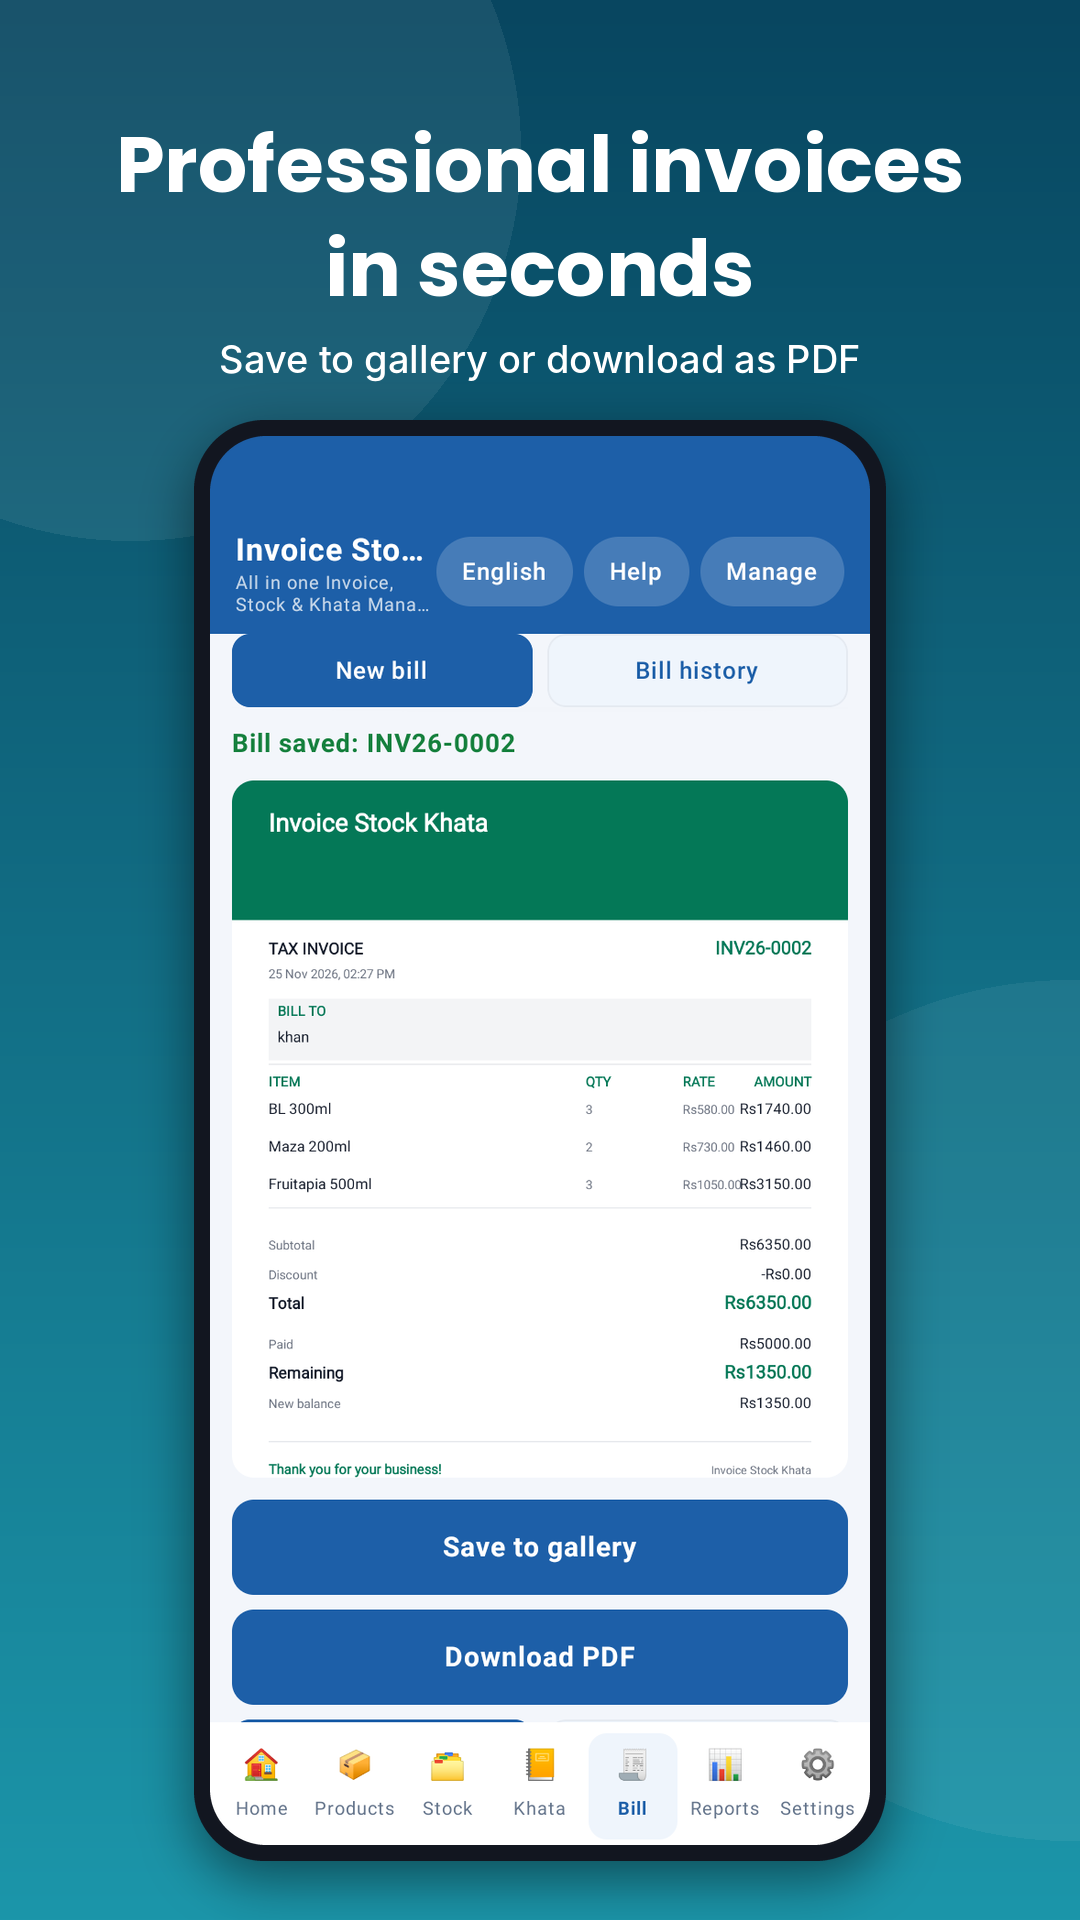 Professional invoices
in seconds
Save to gallery or download as PDF
Invoice Sto...
All in one Invoice,
Stock & Khata Mana...
English
Help
Manage
New bill
Bill history
Bill saved: INV26-0002
Invoice Stock Khata
TAX INVOICE
INV26-0002
25 Nov 2026, 02:27 PM
BILL TO
khan
ITEM QTY RATE AMOUNT
BL 300ml 3 Rs580.00 Rs1740.00
Maza 200ml 2 Rs730.00 Rs1460.00
Fruitapia 500ml 3 Rs1050.00 Rs3150.00
Subtotal Rs6350.00
Discount -Rs0.00
Total Rs6350.00
Paid Rs5000.00
Remaining Rs1350.00
New balance Rs1350.00
Thank you for your business! Invoice Stock Khata
Save to gallery
Download PDF
Home Products Stock Khata Bill Reports Settings